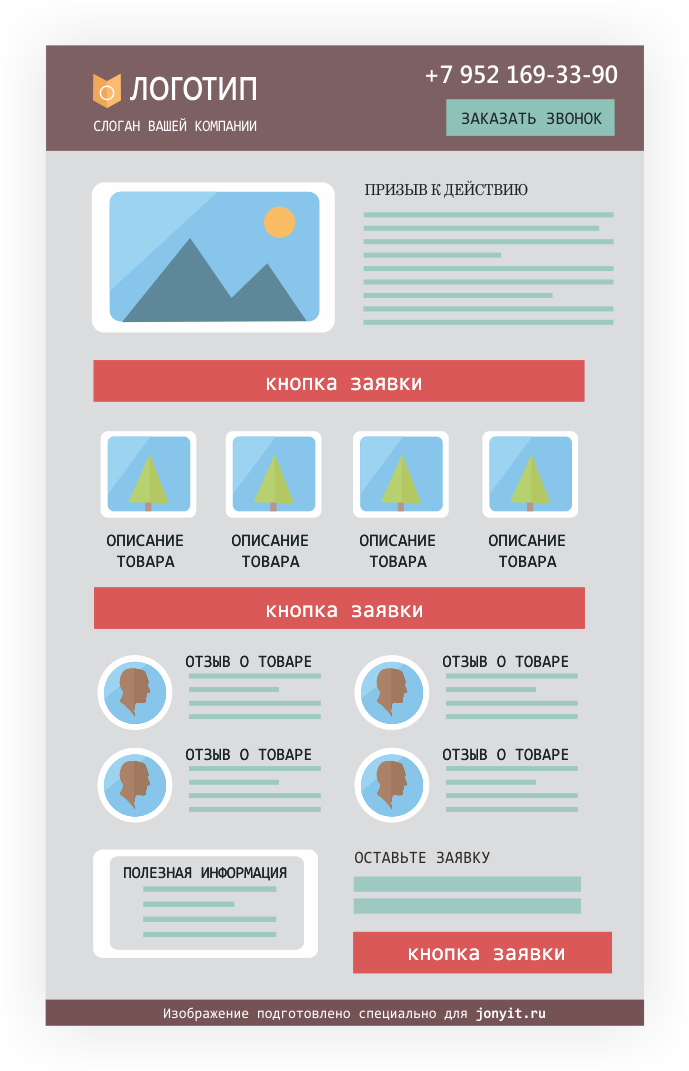 ЛОГОТИП
СЛОГАН ВАШЕЙ КОМПАНИИ
+7 952 169-33-90
ЗАКАЗАТЬ ЗВОНОК
ПРИЗЫВ К ДЕЙСТВИЮ
кнопка заявки
ОПИСАНИЕ
ТОВАРА
ОПИСАНИЕ
ТОВАРА
ОПИСАНИЕ
ТОВАРА
ОПИСАНИЕ
ТОВАРА
кнопка заявки
ОТЗЫВ О ТОВАРЕ
ОТЗЫВ О ТОВАРЕ
ОТЗЫВ О ТОВАРЕ
ОТЗЫВ О ТОВАРЕ
ПОЛЕЗНАЯ ИНФОРМАЦИЯ
ОСТАВЬТЕ ЗАЯВКУ
кнопка заявки
Изображение подготовлено специально для jonyit.ru